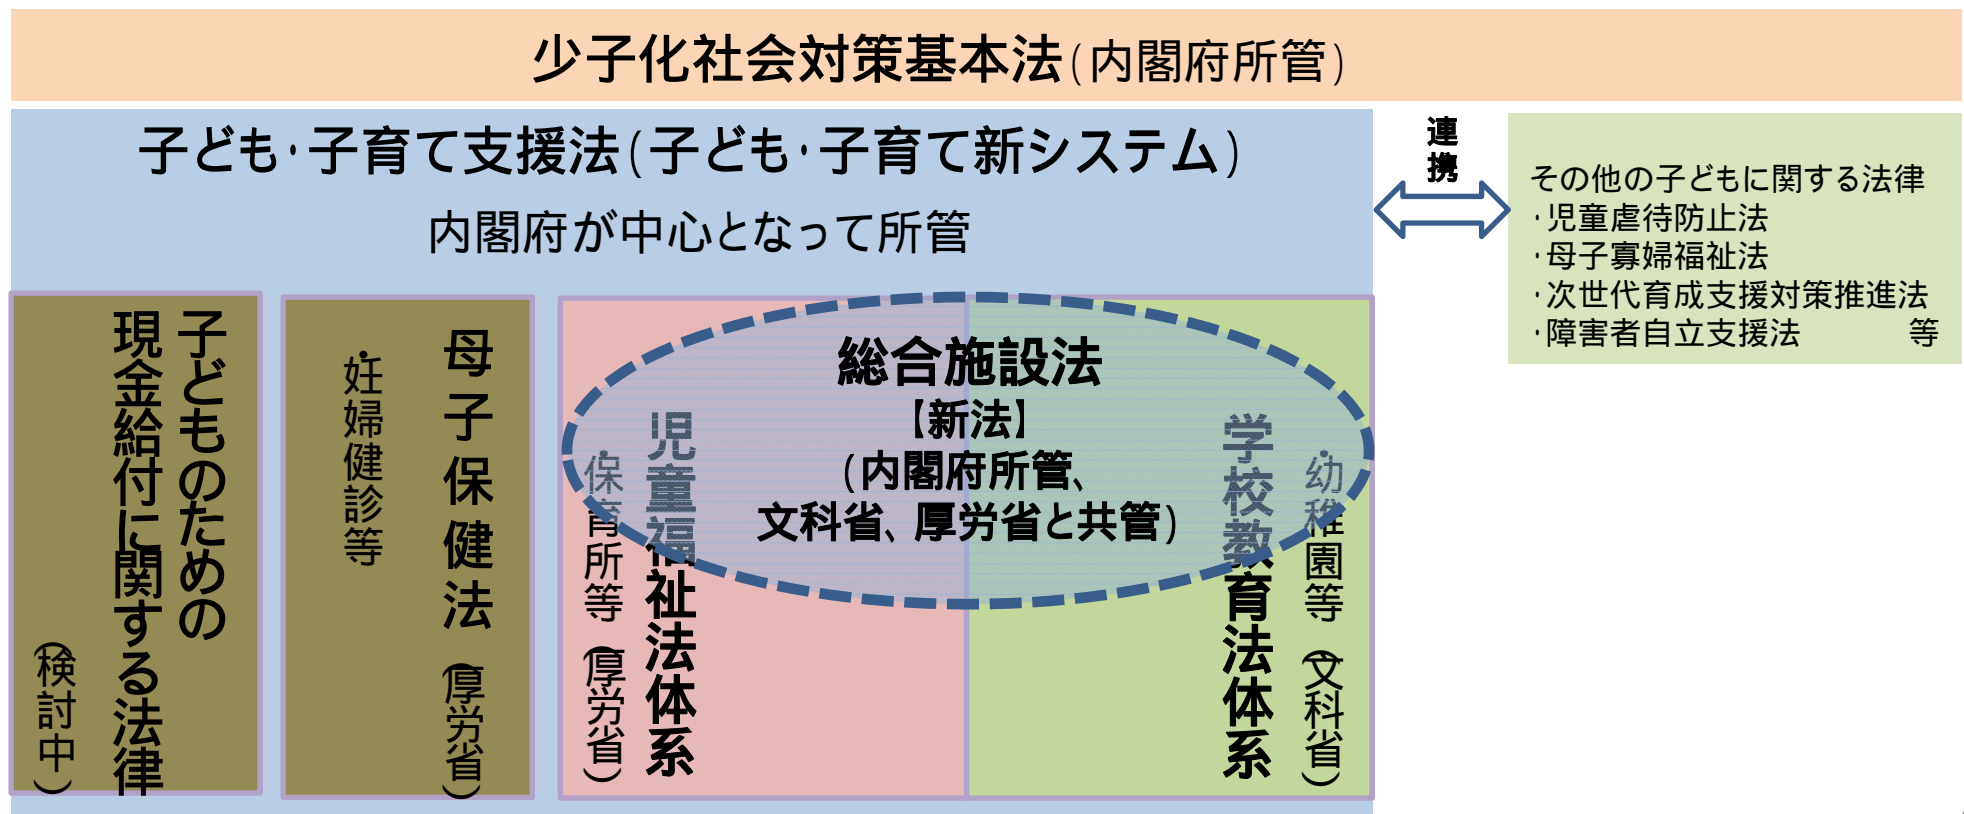 少子化社会対策基本法(内閣府所管)
子ども・子育て支援法(子ども・子育て新システム)
内閣府が中心となって所管
連携
その他の子どもに関する法律
・児童虐待防止法
・母子寡婦福祉法
・次世代育成支援対策推進法
・障害者自立支援法　等
子どものための
現金給付に関する法律
(検討中)
母子保健法(厚労省)
・妊婦健診等
総合施設法
【新法】
(内閣府所管、
文科省、厚労省と共管)
児童福祉法体系
・保育所等(厚労省)
学校教育法体系
・幼稚園等(文科省)